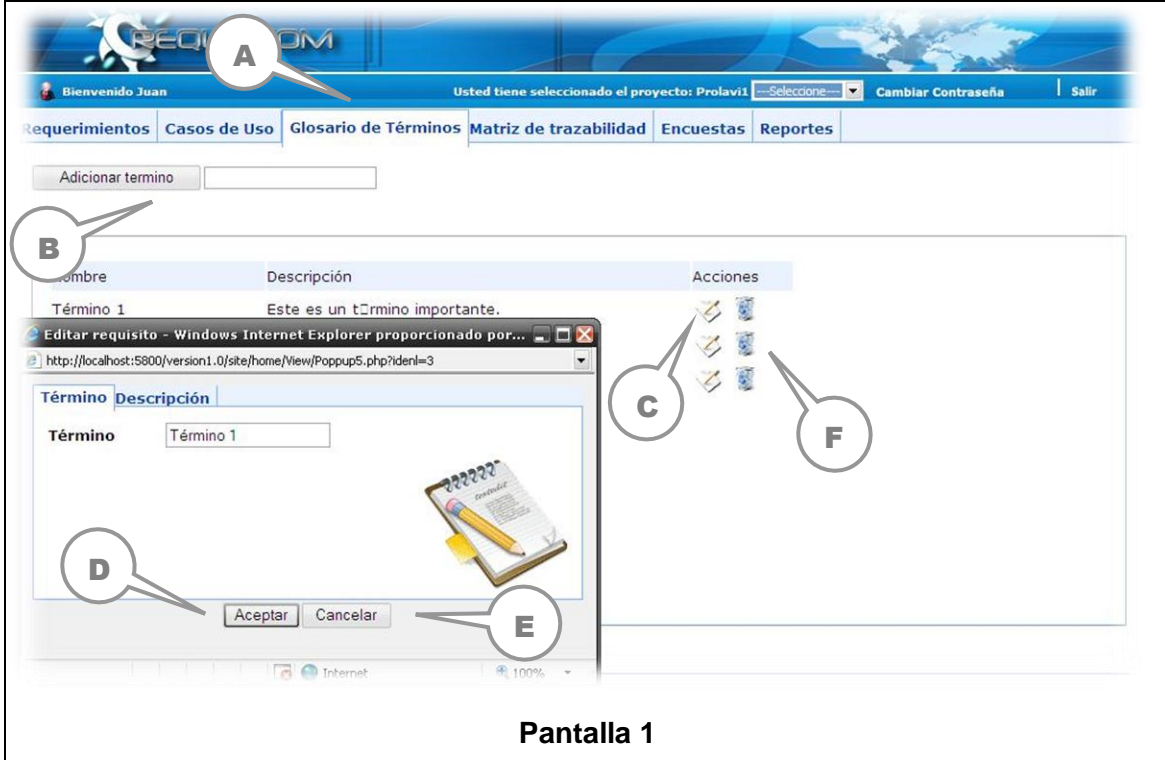 A
Bienvenido Juan
Usted tiene seleccionado el proyecto: Prolavi1 ---Seleccione--- Cambiar Contraseña Salir
Requerimientos Casos de Uso Glosario de Términos Matriz de trazabilidad Encuestas Reportes
Adicionar termino
B
Descripción Acciones
Término 1 Este es un t□rmino importante.
Editar requisito - Windows Internet Explorer proporcionado por...
http://localhost:5800/version1.0/site/home/View/Poppup5.php?idenl=3
C
F
Término Descripción
Término Término 1
textedit
D
Aceptar Cancelar
E
Internet 100%
Pantalla 1